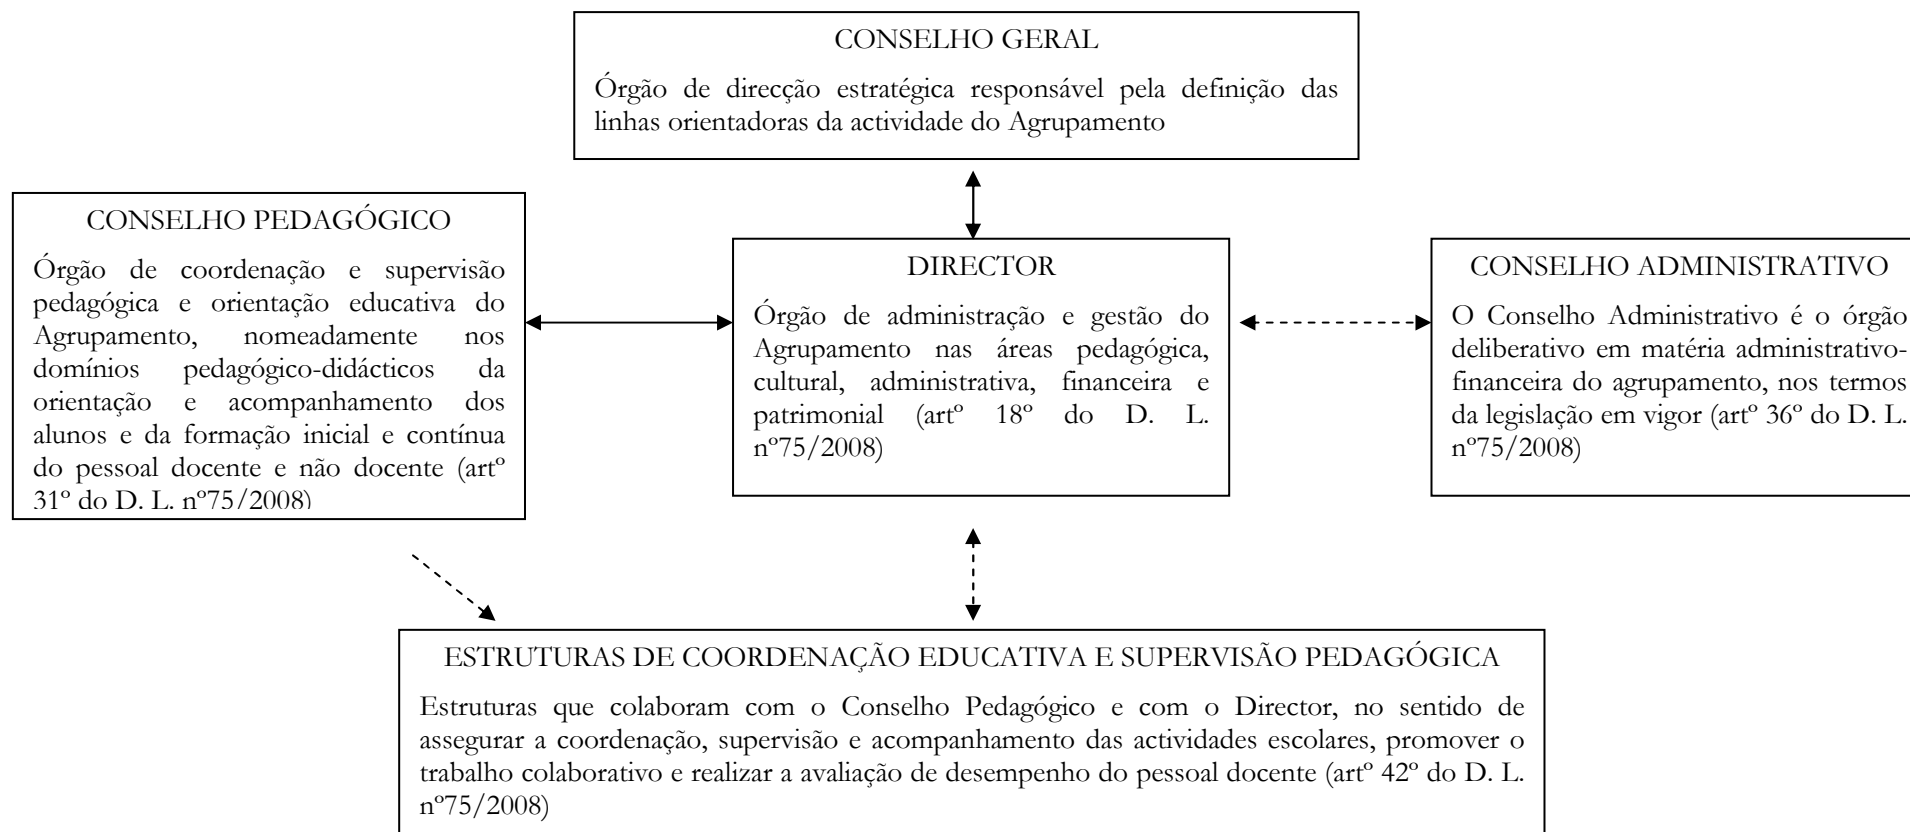 CONSELHO GERAL
Órgão de direcção estratégica responsável pela definição das
linhas orientadoras da actividade do Agrupamento
CONSELHO PEDAGÓGICO
Órgão de coordenação e supervisão
pedagógica e orientação educativa do
Agrupamento, nomeadamente nos
domínios pedagógico-didácticos da
orientação e acompanhamento dos
alunos e da formação inicial e contínua
do pessoal docente e não docente (artº
31º do D. L. nº75/2008)
DIRECTOR
Órgão de administração e gestão do
Agrupamento nas áreas pedagógica,
cultural, administrativa, financeira e
patrimonial (artº 18º do D. L.
nº75/2008)
CONSELHO ADMINISTRATIVO
O Conselho Administrativo é o órgão
deliberativo em matéria administrativo-
financeira do agrupamento, nos termos
da legislação em vigor (artº 36º do D. L.
nº75/2008)
ESTRUTURAS DE COORDENAÇÃO EDUCATIVA E SUPERVISÃO PEDAGÓGICA
Estruturas que colaboram com o Conselho Pedagógico e com o Director, no sentido de
assegurar a coordenação, supervisão e acompanhamento das actividades escolares, promover o
trabalho colaborativo e realizar a avaliação de desempenho do pessoal docente (artº 42º do D. L.
nº75/2008)